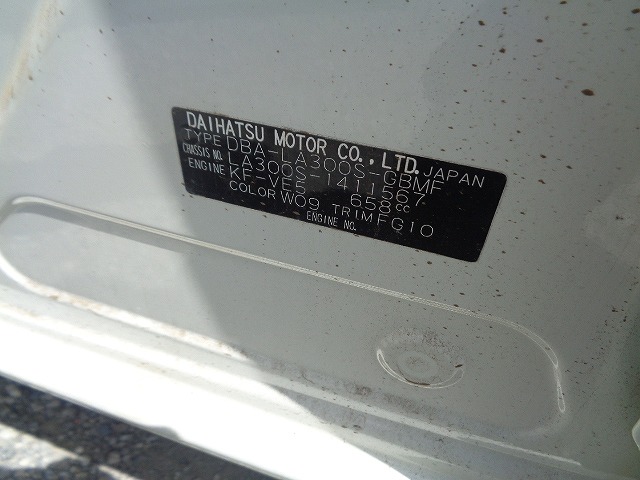 DAIHATSU MOTOR CO., LTD. JAPAN
TYPE DBA-LA300S-GBMF
CHASSIS NO. LA300S-1411567
ENGINE KF-VE5 658cc
COLOR W09 TRIM FG10
ENGINE NO.